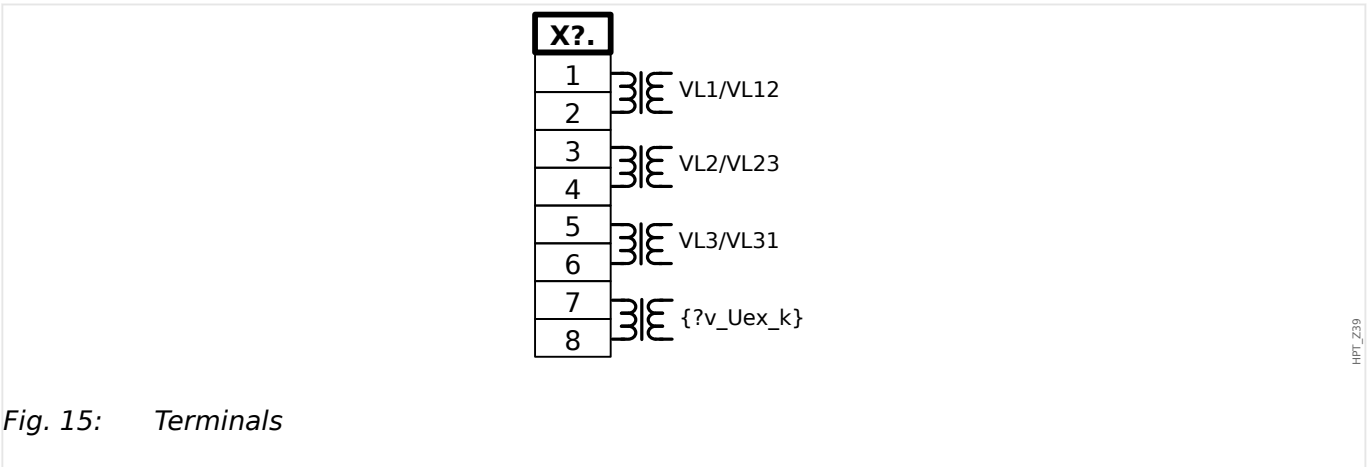 X?.
1
VL1/VL12
2
3
VL2/VL23
4
5
VL3/VL31
6
7
{?v_Uex_k}
8
HPT_Z39
Fig. 15: Terminals